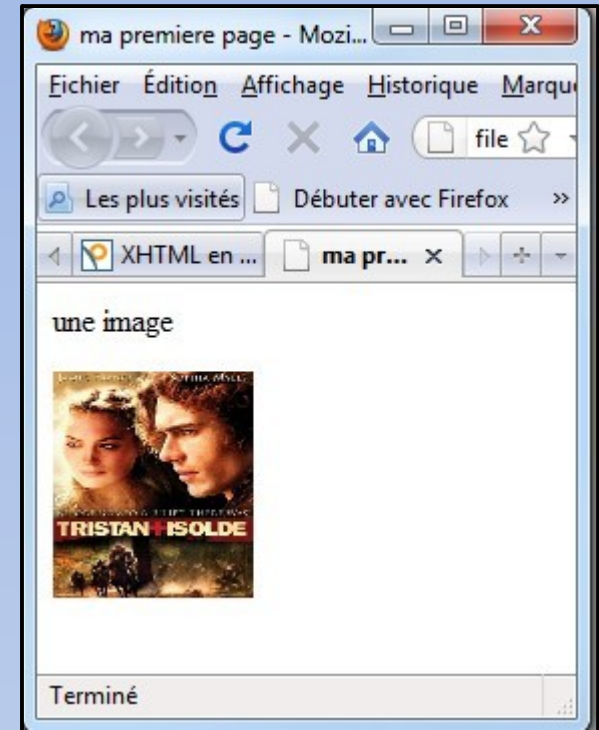 ma premiere page - Mozi...
Fichier Édition Affichage Historique Marqu
file
Les plus visités Débuter avec Firefox »
XHTML en ... ma pr...
une image
TRISTAN+ISOLDE
Terminé